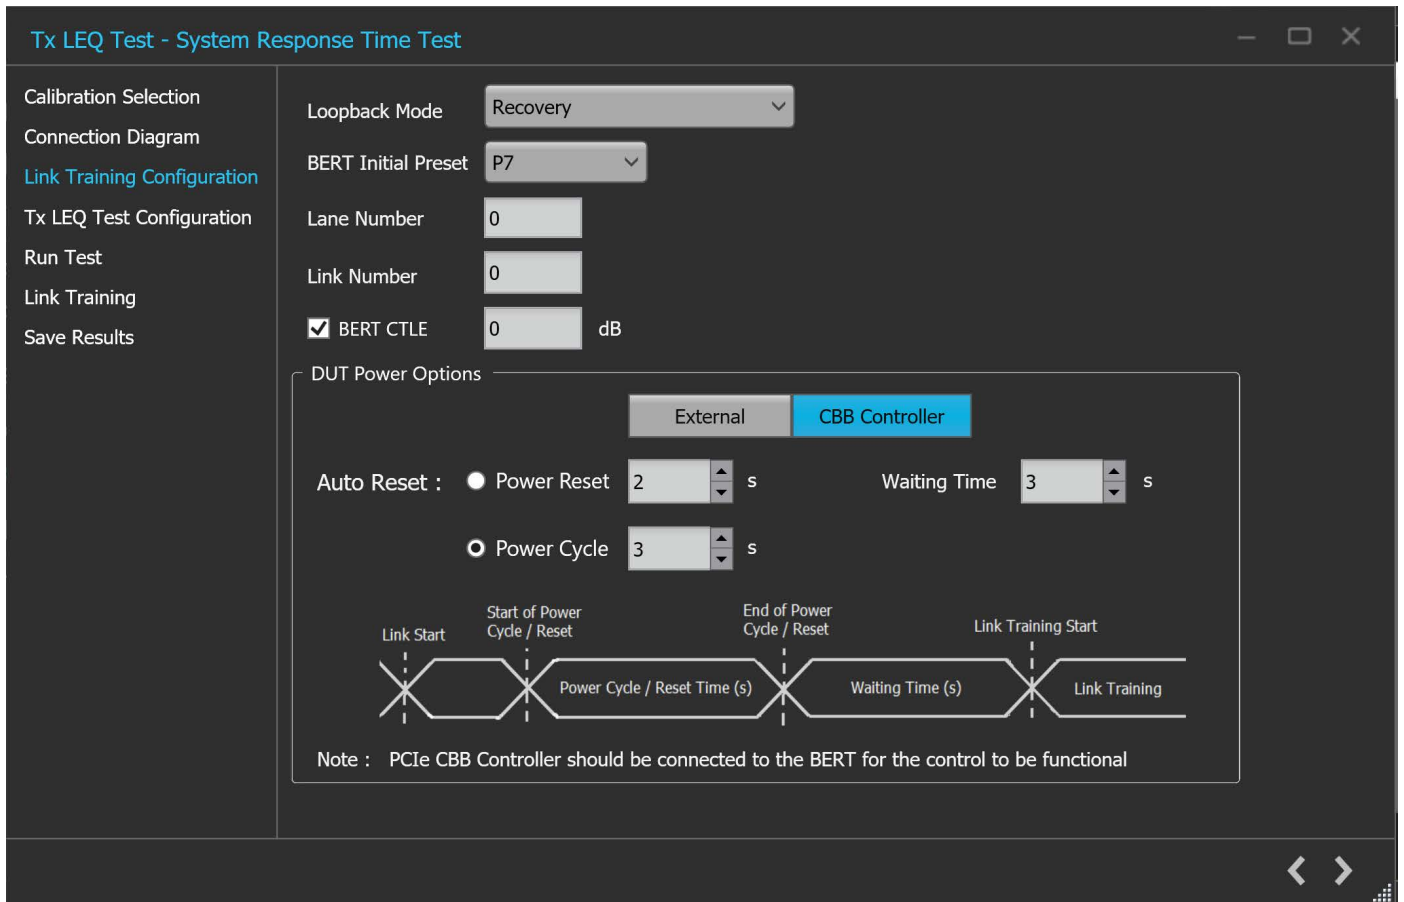 Tx LEQ Test - System Response Time Test
Calibration Selection
Connection Diagram
Link Training Configuration
Tx LEQ Test Configuration
Run Test
Link Training
Save Results
Loopback Mode Recovery
BERT Initial Preset P7
Lane Number 0
Link Number 0
BERT CTLE 0 dB
DUT Power Options
External CBB Controller
Auto Reset : Power Reset 2 s Waiting Time 3 s
Power Cycle 3 s
Link Start
Start of Power
Cycle / Reset
End of Power
Cycle / Reset
Link Training Start
Power Cycle / Reset Time (s) Waiting Time (s) Link Training
Note : PCIe CBB Controller should be connected to the BERT for the control to be functional